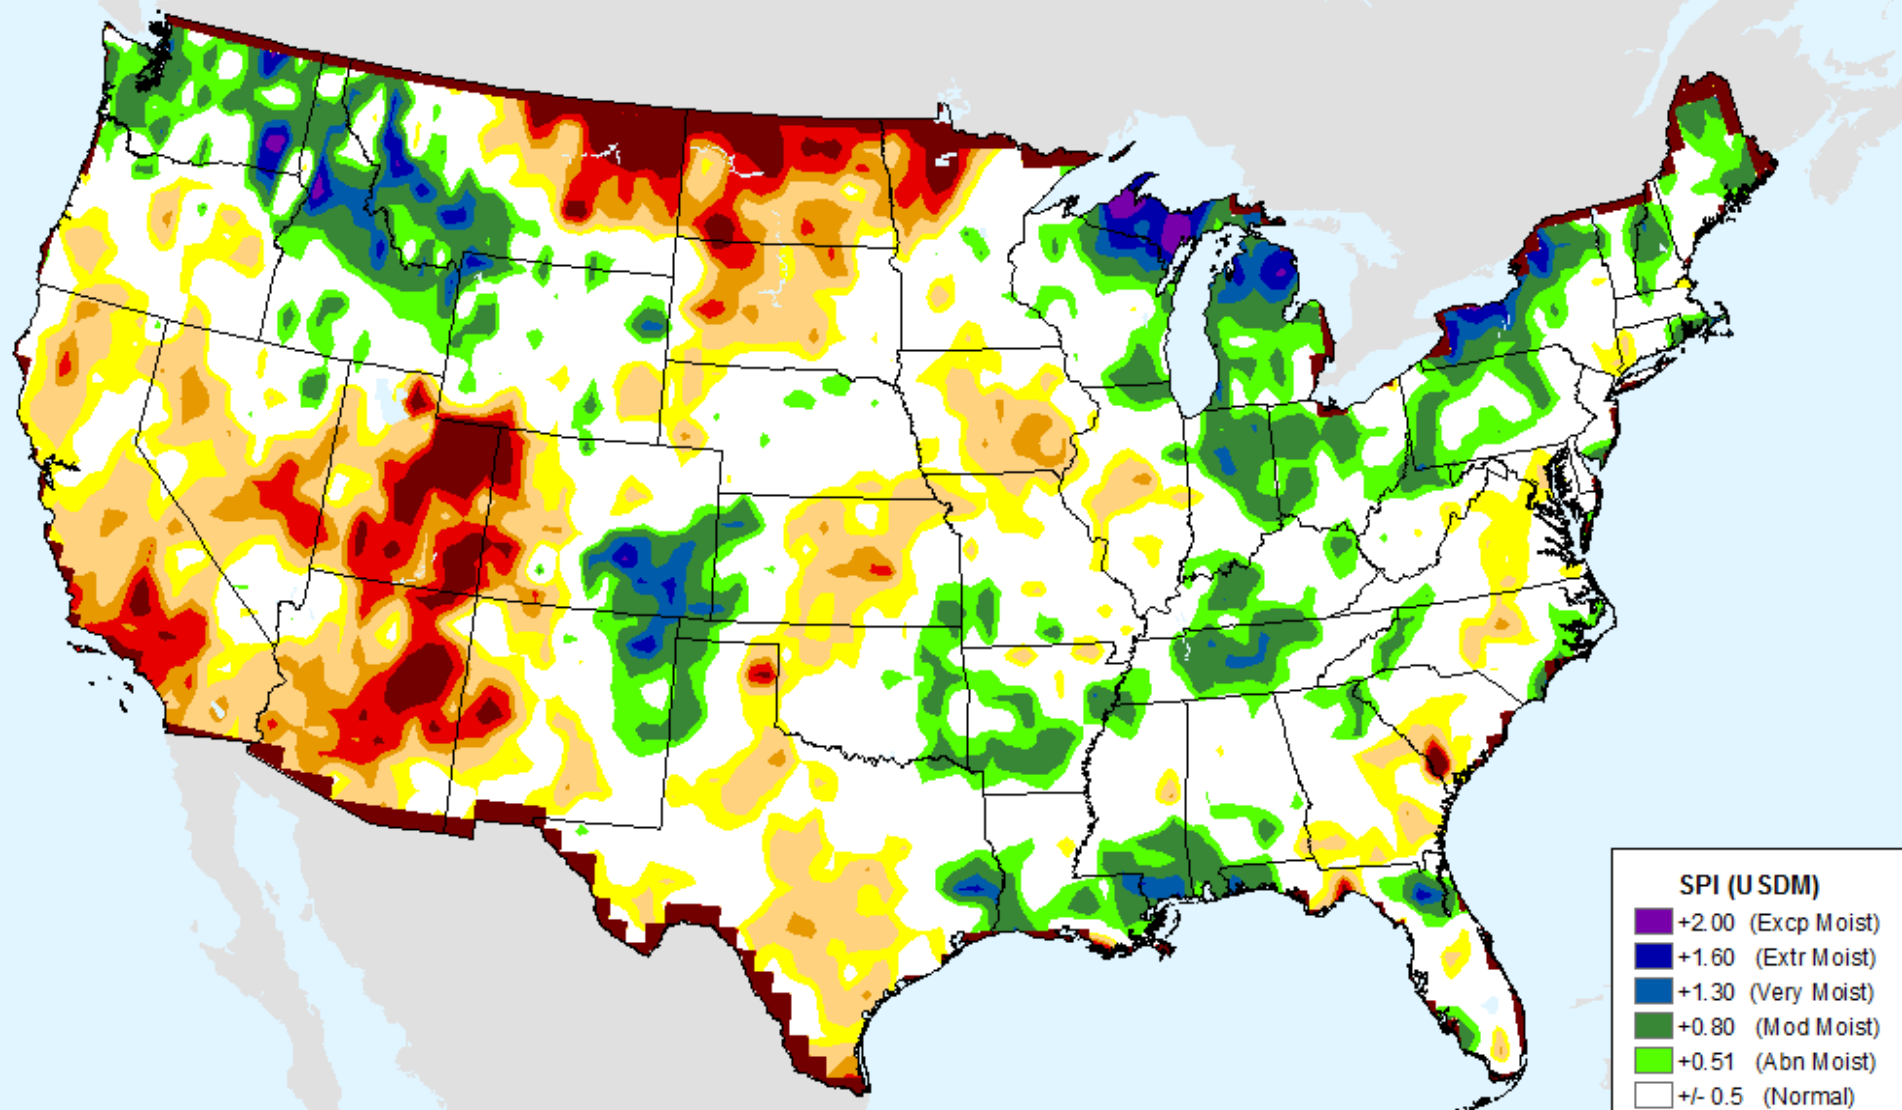 SPI (USDM)
+2.00 (Excp Moist)
+1.60 (Extr Moist)
+1.30 (Very Moist)
+0.80 (Mod Moist)
+0.51 (Abn Moist)
+/- 0.5 (Normal)